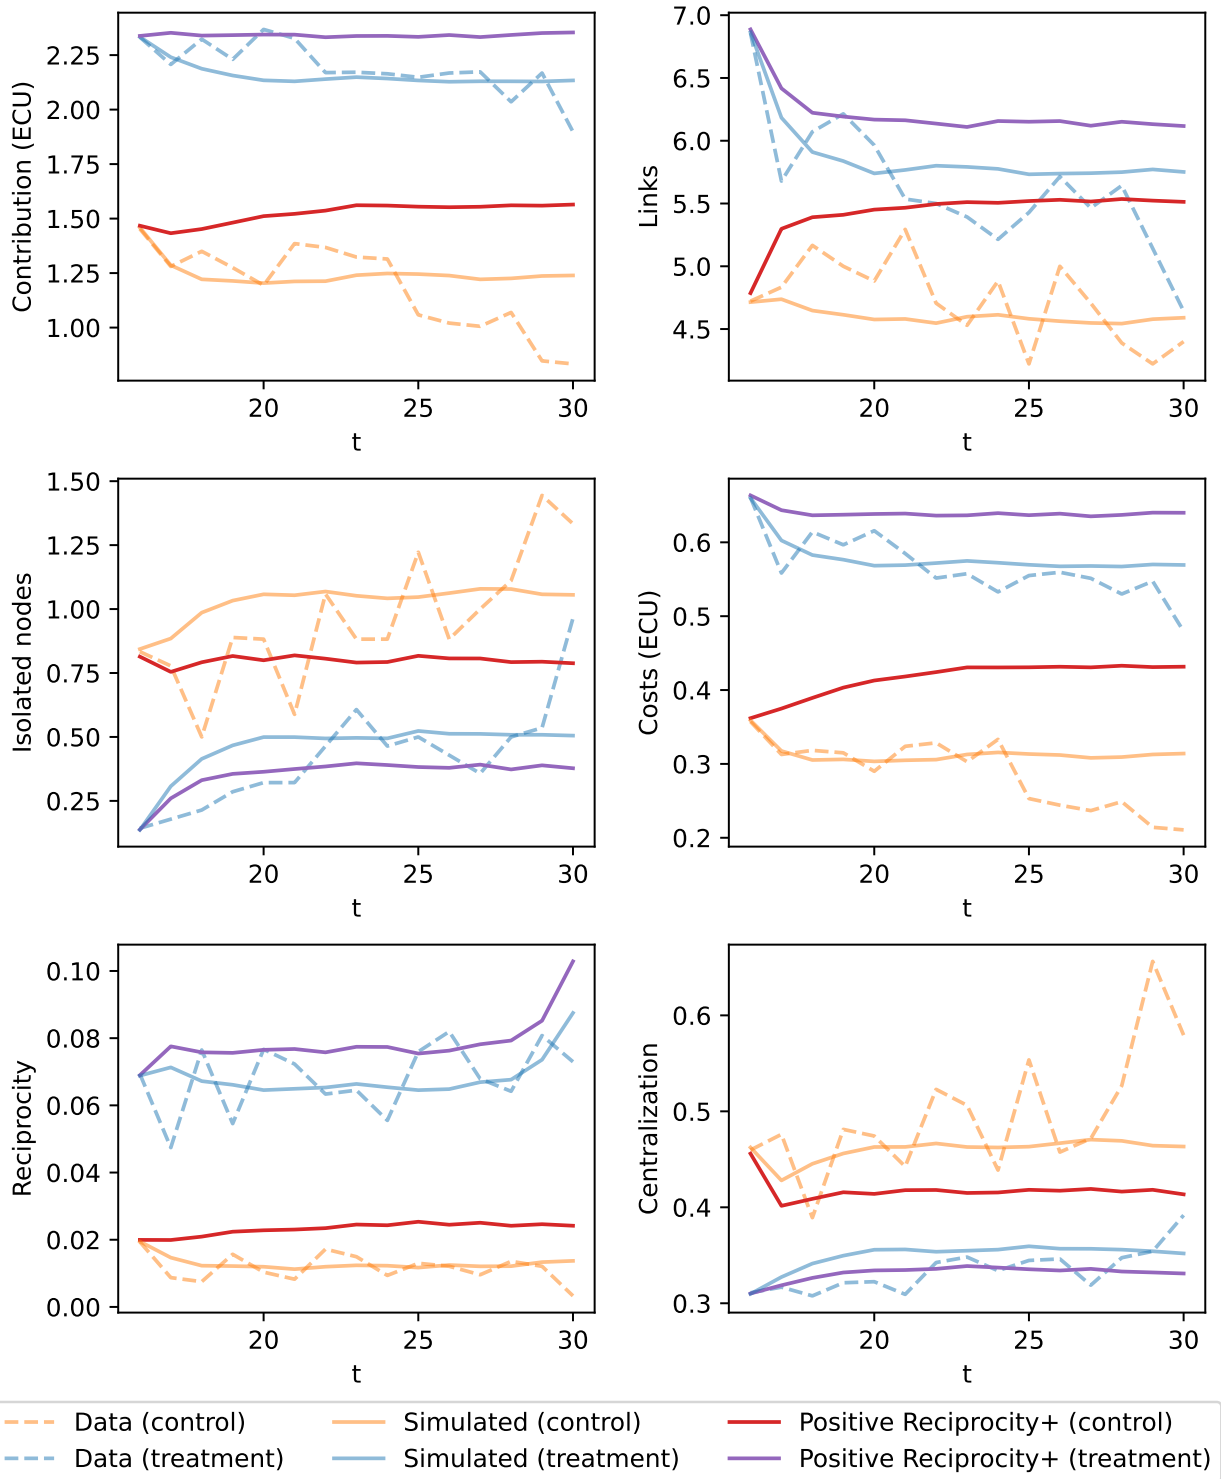 Contribution (ECU)
2.25
2.00
1.75
1.50
1.25
1.00
20
25
30
t
Links
7.0
6.5
6.0
5.5
5.0
4.5
20
25
30
t
Isolated nodes
1.50
1.25
1.00
0.75
0.50
0.25
20
25
30
t
Costs (ECU)
0.6
0.5
0.4
0.3
0.2
20
25
30
t
Reciprocity
0.10
0.08
0.06
0.04
0.02
0.00
20
25
30
t
Centralization
0.6
0.5
0.4
0.3
20
25
30
t
Data (control)
Data (treatment)
Simulated (control)
Simulated (treatment)
Positive Reciprocity+ (control)
Positive Reciprocity+ (treatment)